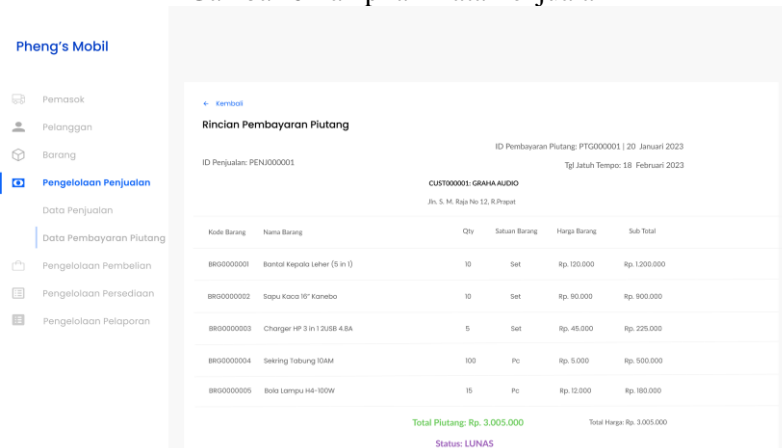 Pheng's Mobil
Pemasok
Pelanggan
Barang
Pengelolaan Penjualan
Data Penjualan
Data Pembayaran Piutang
Pengelolaan Pembelian
Pengelolaan Persediaan
Pengelolaan Pelaporan
← Kembali
Rincian Pembayaran Piutang
ID Pembayaran Piutang: PTG000001 | 20 Januari 2023
ID Penjualan: PENJ000001
Tgl Jatuh Tempo: 18 Februari 2023
CUST000001: GRAHA AUDIO
Jln. S. M. Raja No 12, R.Prapat
Kode Barang Nama Barang Qty Satuan Barang Harga Barang Sub Total
BRG0000001 Bantal Kepala Leher (5 in 1) 10 Set Rp. 120.000 Rp. 1.200.000
BRG0000002 Sapu Kaca 16" Kanebo 10 Set Rp. 90.000 Rp. 900.000
BRG0000003 Charger HP 3 in 1 2USB 4.8A 5 Set Rp. 45.000 Rp. 225.000
BRG0000004 Sekring Tabung 10AM 100 Pc Rp. 5.000 Rp. 500.000
BRG0000005 Bola Lampu H4-100W 15 Pc Rp. 12.000 Rp. 180.000
Total Piutang: Rp. 3.005.000 Total Harga: Rp. 3.005.000
Status: LUNAS